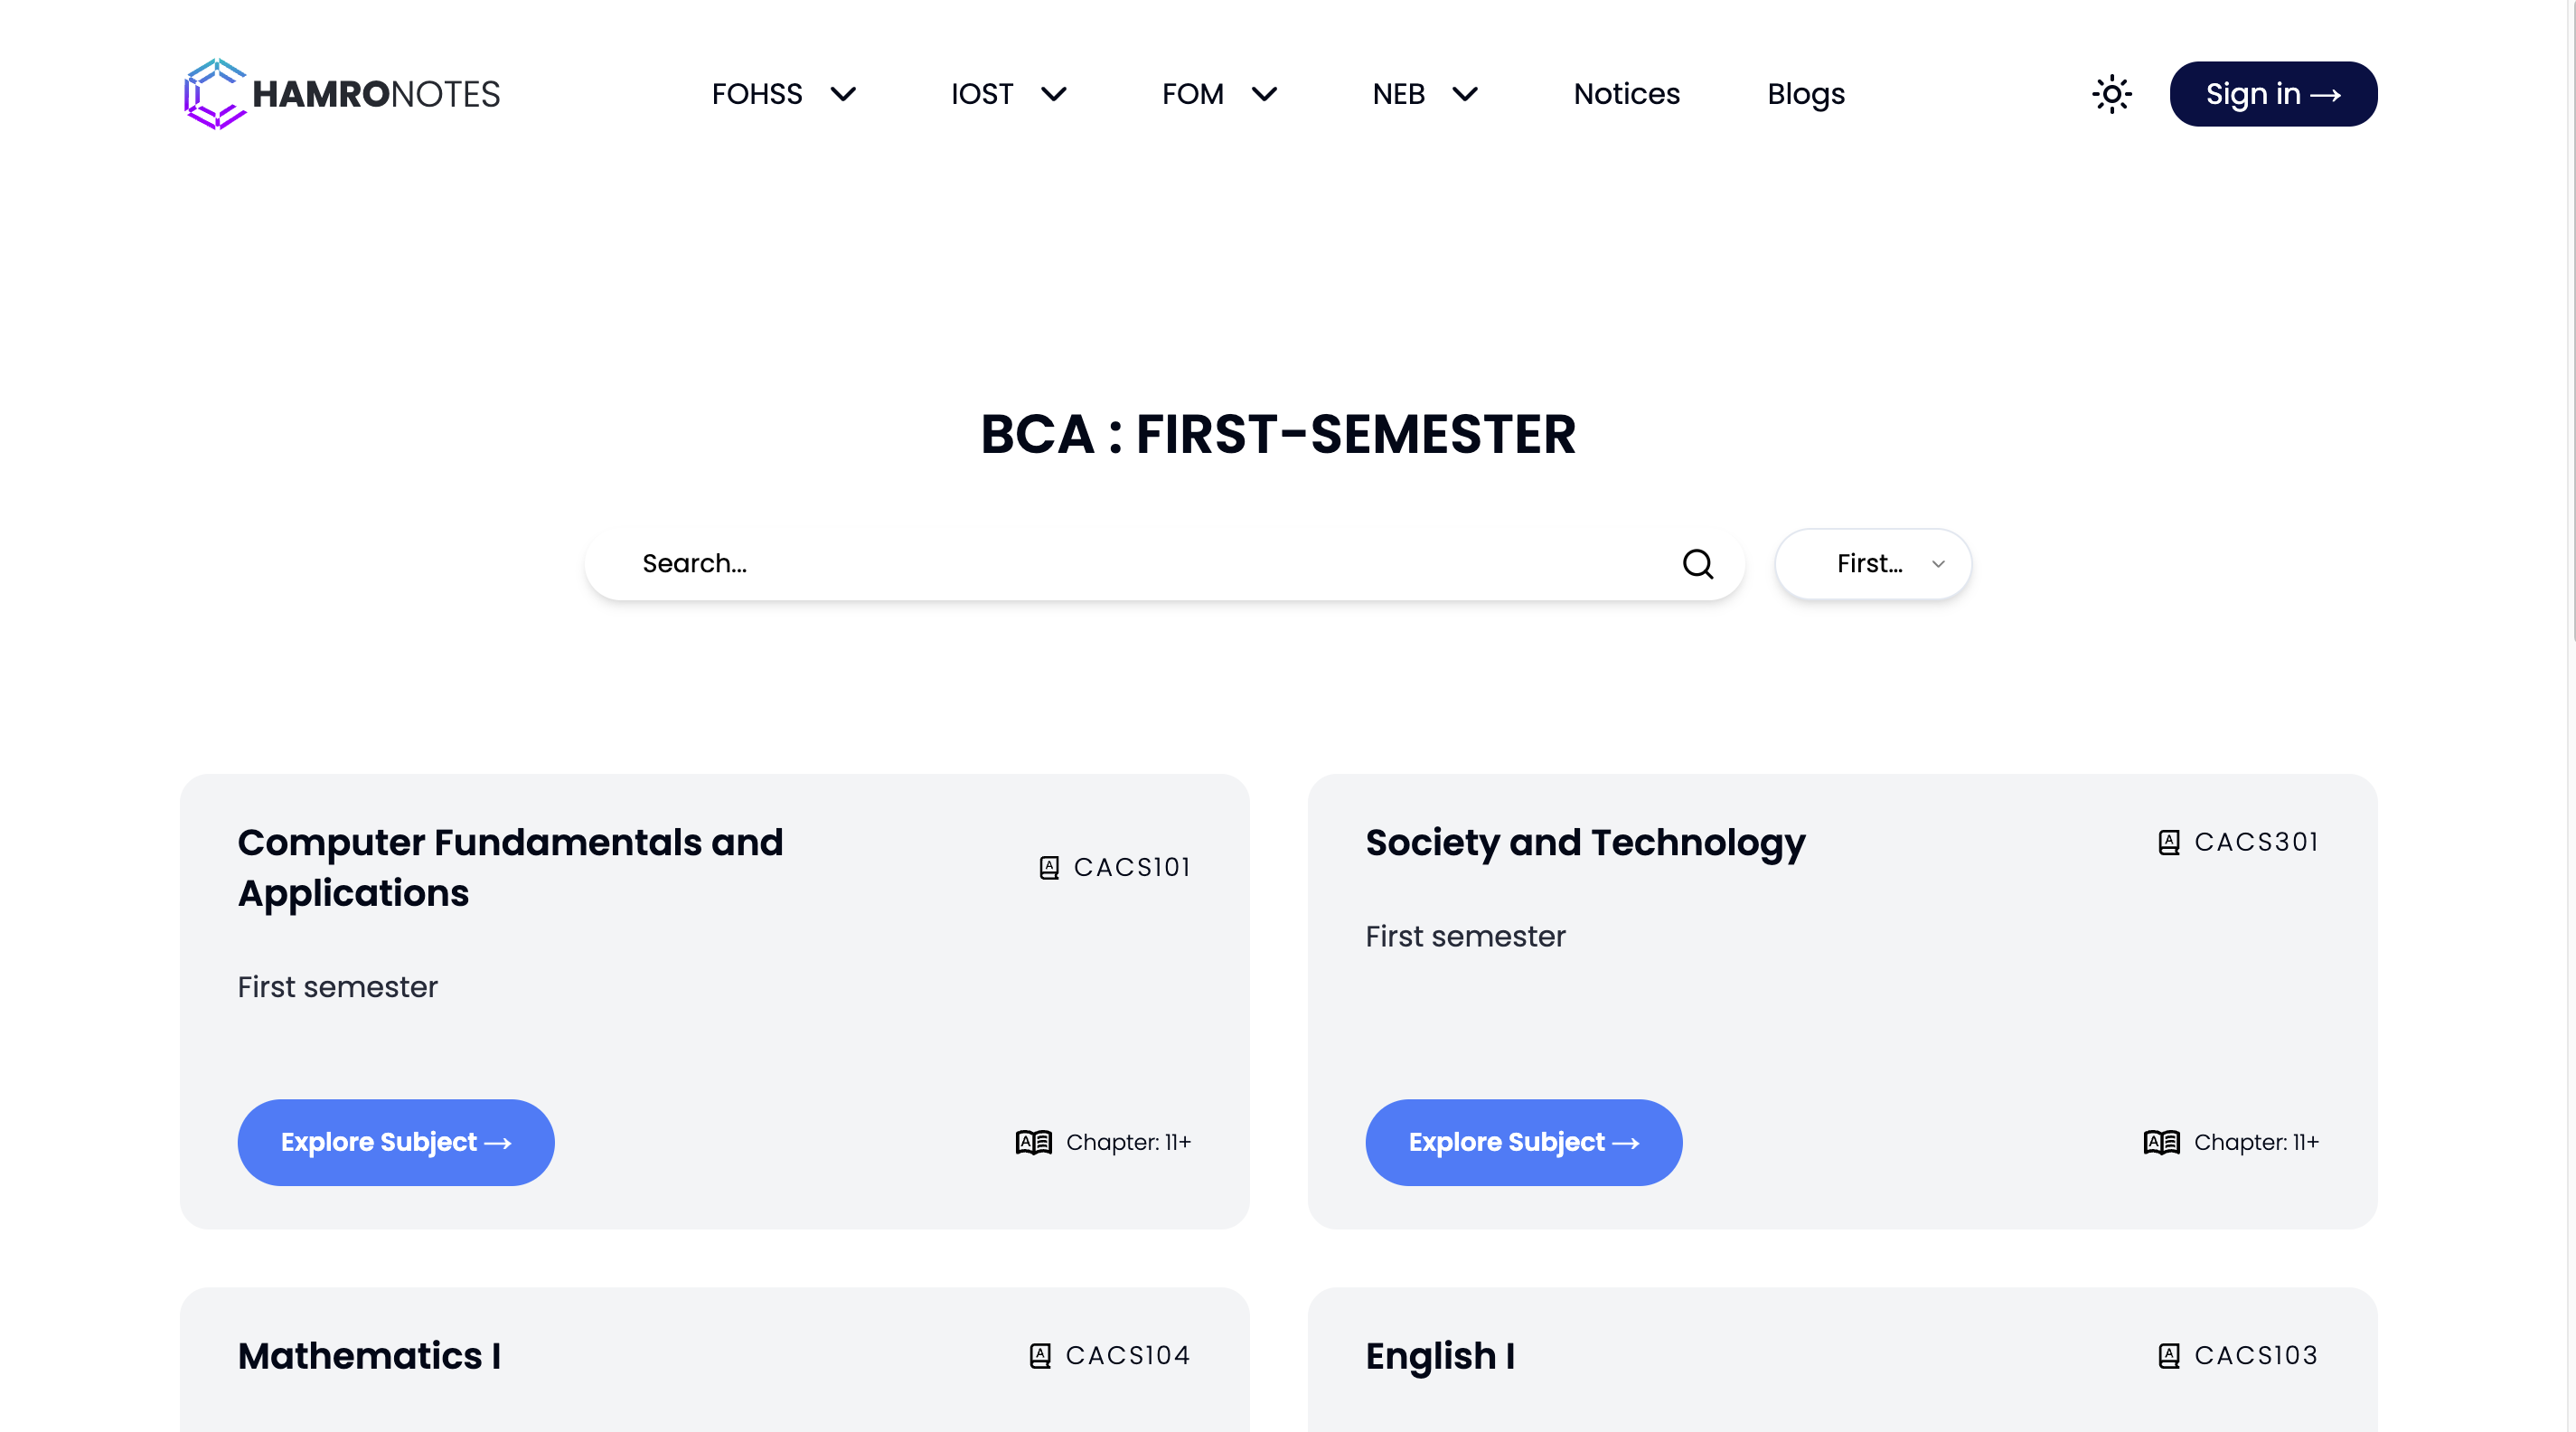 HAMRONOTES
FOHSS
IOST
FOM
NEB
Notices
Blogs
Sign in →
BCA : FIRST-SEMESTER
Search...
First...
Computer Fundamentals and
Applications
CACS101
First semester
Explore Subject →
Chapter: 11+
Society and Technology
CACS301
First semester
Explore Subject →
Chapter: 11+
Mathematics I
CACS104
English I
CACS103